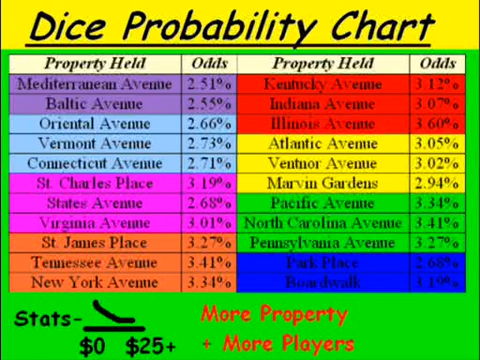 Dice Probability Chart
Property Held Odds Property Held Odds
Mediterranean Avenue 2.51% Kentucky Avenue 3.12%
Baltic Avenue 2.55% Indiana Avenue 3.07%
Oriental Avenue 2.66% Illinois Avenue 3.60%
Vermont Avenue 2.73% Atlantic Avenue 3.05%
Connecticut Avenue 2.71% Ventnor Avenue 3.02%
St. Charles Place 3.19% Marvin Gardens 2.94%
States Avenue 2.68% Pacific Avenue 3.34%
Virginia Avenue 3.01% North Carolina Avenue 3.41%
St. James Place 3.27% Pennsylvania Avenue 3.27%
Tennessee Avenue 3.41% Park Place 2.68%
New York Avenue 3.34% Boardwalk 3.19%
Stats- More Property
$0 $25+ + More Players